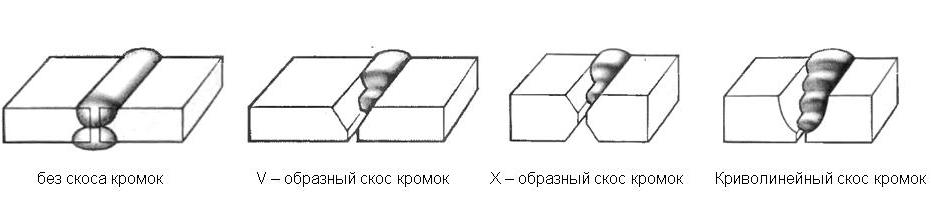 без скоса кромок
V – образный скос кромок
X – образный скос кромок
Криволинейный скос кромок